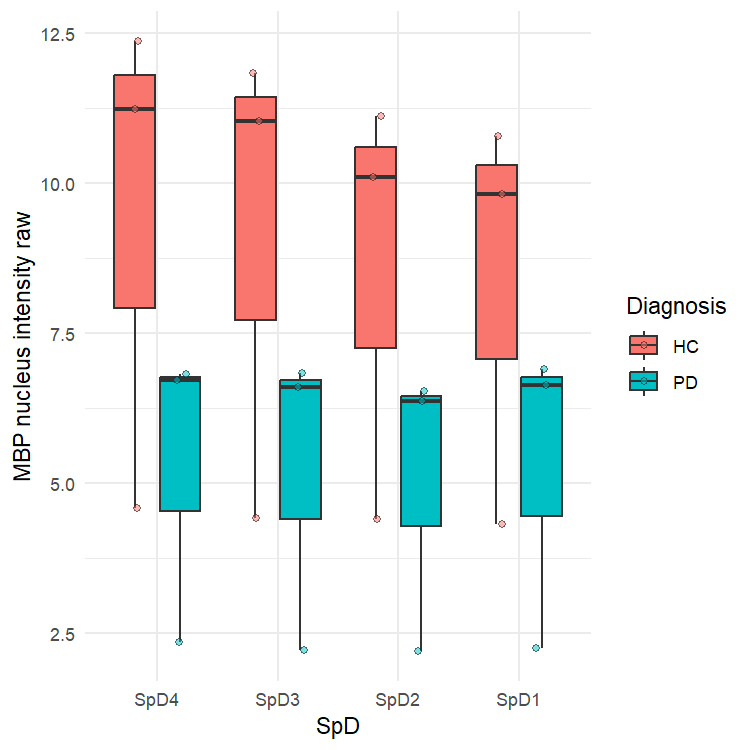 12.5
10.0
7.5
5.0
2.5
MBP nucleus intensity raw
SpD4 SpD3 SpD2 SpD1
SpD
Diagnosis
HC
PD